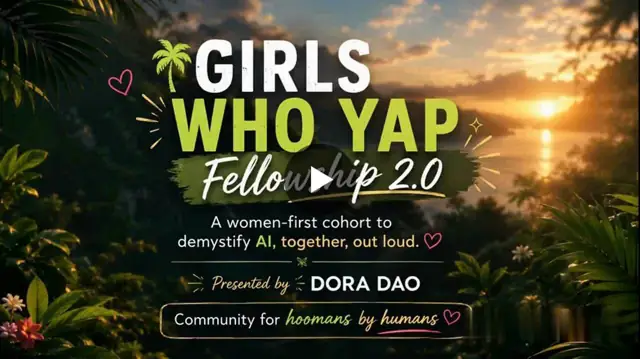 GIRLS
WHO YAP
Fellowship 2.0
A women-first cohort to
demystify AI, together, out loud.
Presented by DORA DAO
Community for hoomans by humans